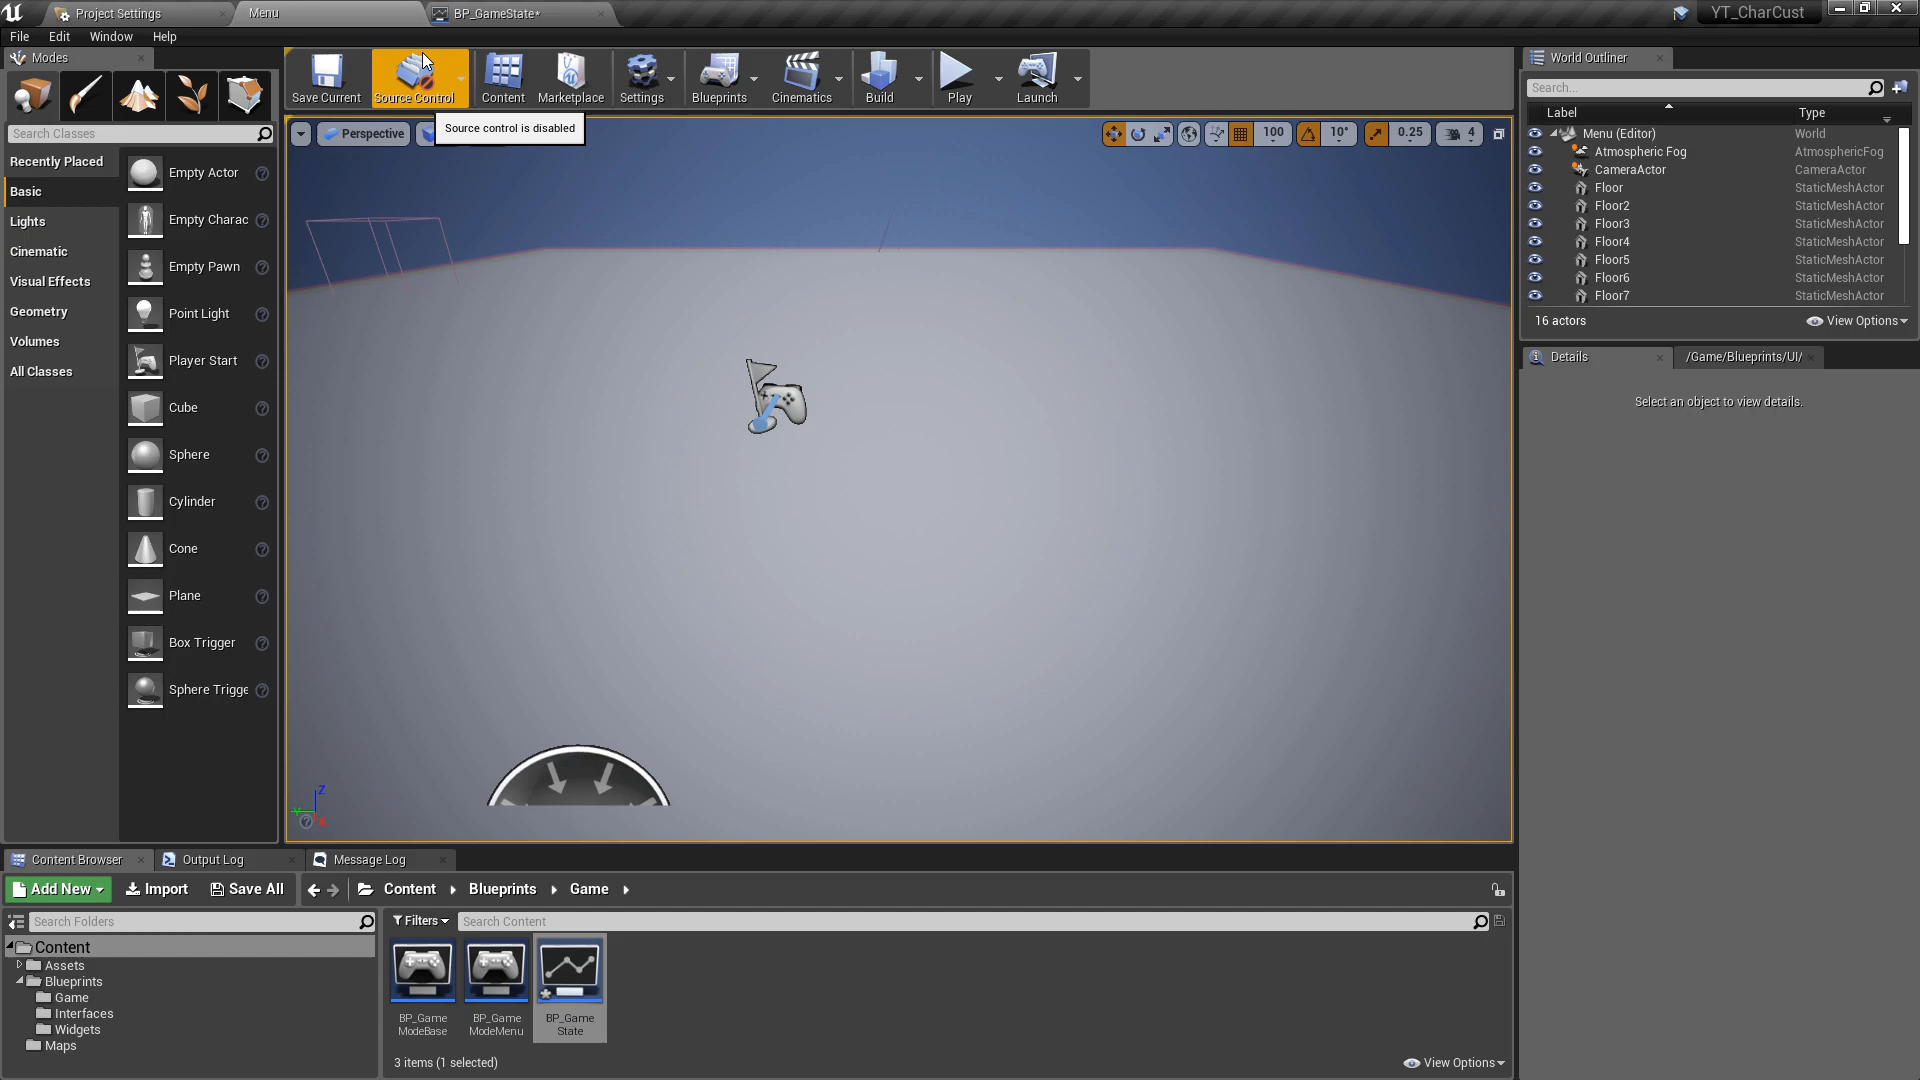 Project Settings
Menu
BP_GameState*
YT_CharCust
File Edit Window Help
Modes
World Outliner
Save Current
Source Control
Content
Marketplace
Settings
Blueprints
Cinematics
Build
Play
Launch
Search...
Label
Type
Search Classes
Perspective
Source control is disabled
100
10°
0.25
4
Recently Placed
Basic
Lights
Cinematic
Visual Effects
Geometry
Volumes
All Classes
Empty Actor
Empty Charac
Empty Pawn
Point Light
Player Start
Cube
Sphere
Cylinder
Cone
Plane
Box Trigger
Sphere Trigge
Menu (Editor) World
Atmospheric Fog AtmosphericFog
CameraActor CameraActor
Floor StaticMeshActor
Floor2 StaticMeshActor
Floor3 StaticMeshActor
Floor4 StaticMeshActor
Floor5 StaticMeshActor
Floor6 StaticMeshActor
Floor7 StaticMeshActor
16 actors
View Options
Details
/Game/Blueprints/UI/
Select an object to view details.
Z
Y
X
Content Browser
Output Log
Message Log
Add New
Import
Save All
Content
Blueprints
Game
Search Folders
Filters
Search Content
Content
Assets
Blueprints
Game
Interfaces
Widgets
Maps
BP_Game
ModeBase
BP_Game
ModeMenu
BP_Game
State
3 items (1 selected)
View Options